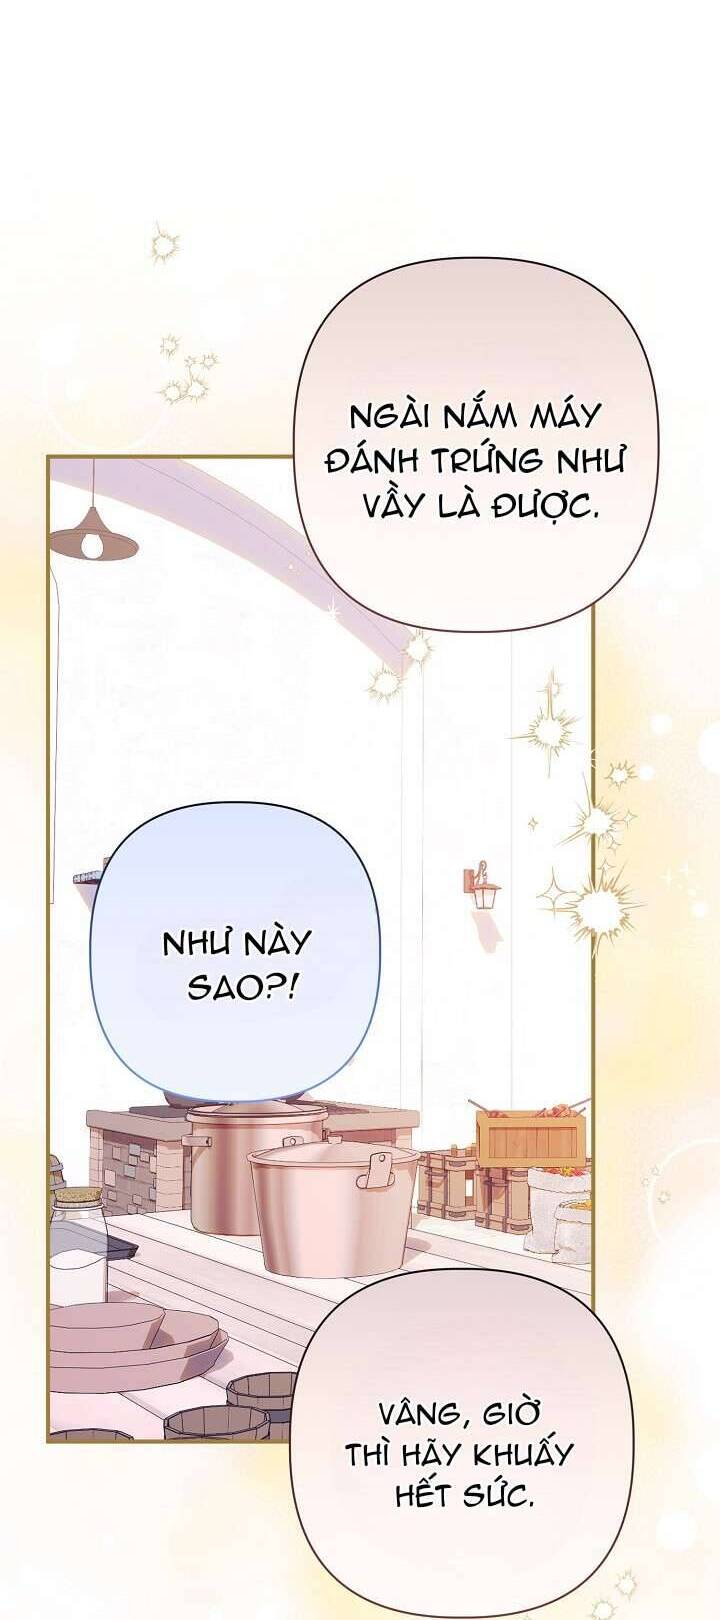 NGÀI NẮM MÁY
ĐÁNH TRỨNG NHƯ
VẦY LÀ ĐƯỢC.
NHƯ NÀY
SAO?!
VÂNG, GIỜ
THÌ HÃY KHUẤY
HẾT SỨC.